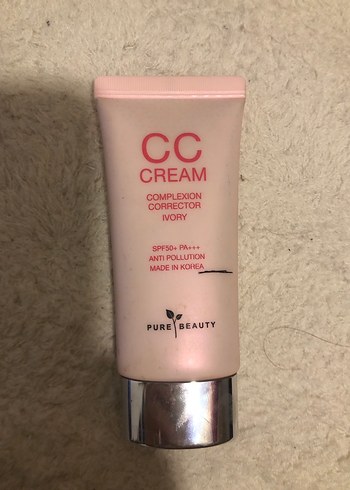 CC
CREAM
COMPLEXION
CORRECTOR
IVORY
SPF50+ PA+++
ANTI POLLUTION
MADE IN KOREA
PURE BEAUTY